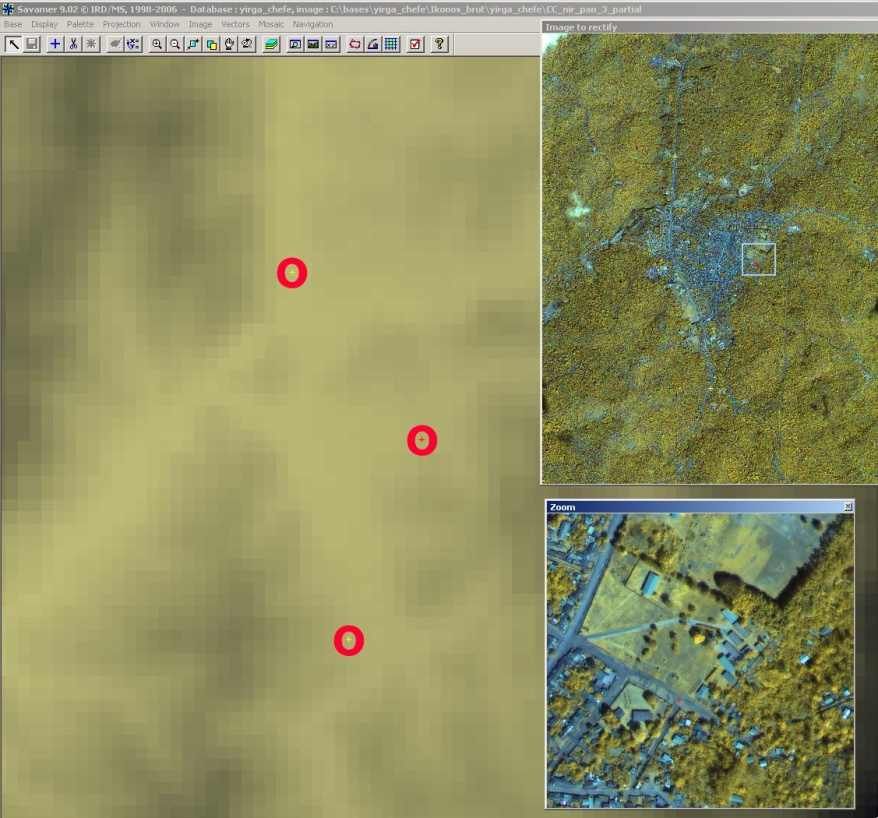 Savamer 9.02 © IRD/MS, 1998-2006 - Database : yirga_chefe, image : C:\bases\yirga_chefe\Ikonos_brut\yirga_chefe\CC_nir_pan_3_partial
Base Display Palette Projection Window Image Vectors Mosaic Navigation
Image to rectify
Zoom